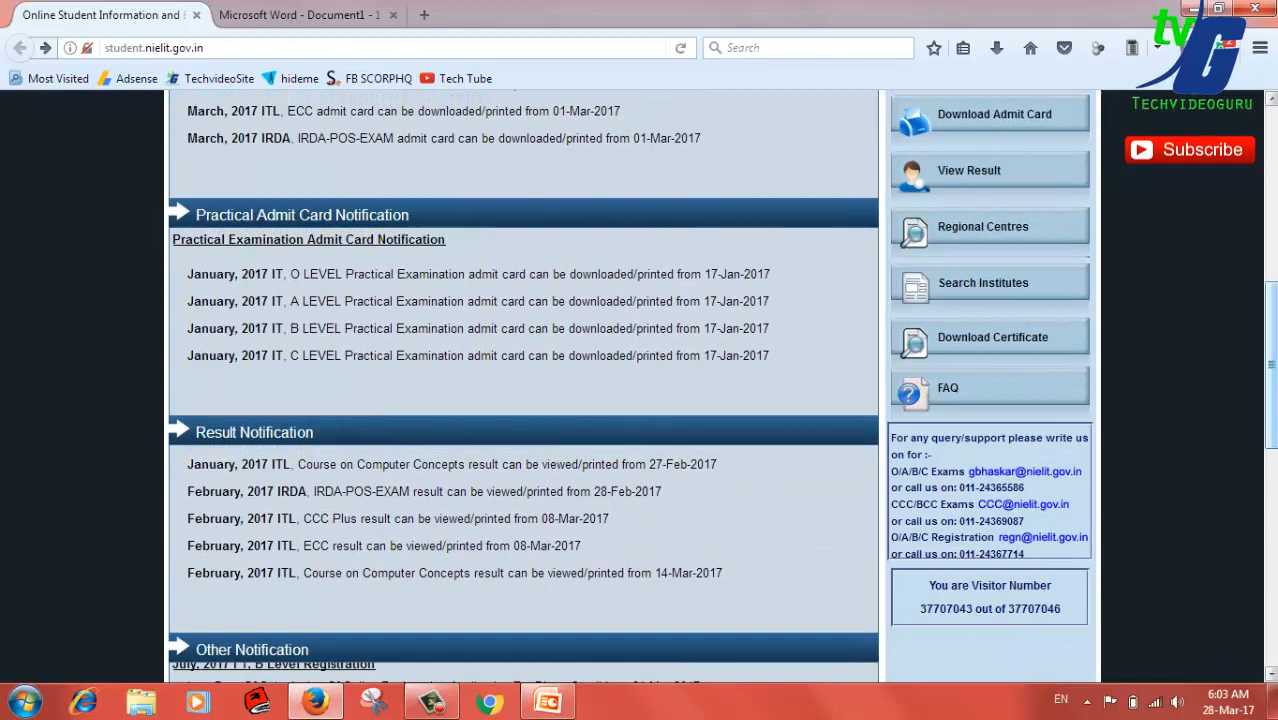 Online Student Information and
Microsoft Word - Document1 - 1
student.nielit.gov.in
Search
Most Visited
Adsense
TechvideoSite
hideme
FB SCORPHQ
Tech Tube
tv
G
TECHVIDEOGURU
Subscribe
March, 2017 ITL, ECC admit card can be downloaded/printed from 01-Mar-2017
March, 2017 IRDA, IRDA-POS-EXAM admit card can be downloaded/printed from 01-Mar-2017
Practical Admit Card Notification
Practical Examination Admit Card Notification
January, 2017 IT, O LEVEL Practical Examination admit card can be downloaded/printed from 17-Jan-2017
January, 2017 IT, A LEVEL Practical Examination admit card can be downloaded/printed from 17-Jan-2017
January, 2017 IT, B LEVEL Practical Examination admit card can be downloaded/printed from 17-Jan-2017
January, 2017 IT, C LEVEL Practical Examination admit card can be downloaded/printed from 17-Jan-2017
Result Notification
January, 2017 ITL, Course on Computer Concepts result can be viewed/printed from 27-Feb-2017
February, 2017 IRDA, IRDA-POS-EXAM result can be viewed/printed from 28-Feb-2017
February, 2017 ITL, CCC Plus result can be viewed/printed from 08-Mar-2017
February, 2017 ITL, ECC result can be viewed/printed from 08-Mar-2017
February, 2017 ITL, Course on Computer Concepts result can be viewed/printed from 14-Mar-2017
Other Notification
July, 2017 IT, B Level Registration
Download Admit Card
View Result
Regional Centres
Search Institutes
Download Certificate
FAQ
For any query/support please write us
on for :-
O/A/B/C Exams gbhaskar@nielit.gov.in
or call us on: 011-24365586
CCC/BCC Exams CCC@nielit.gov.in
or call us on: 011-24369087
O/A/B/C Registration regn@nielit.gov.in
or call us on: 011-24367714
You are Visitor Number
37707043 out of 37707046
EN
6:03 AM
28-Mar-17